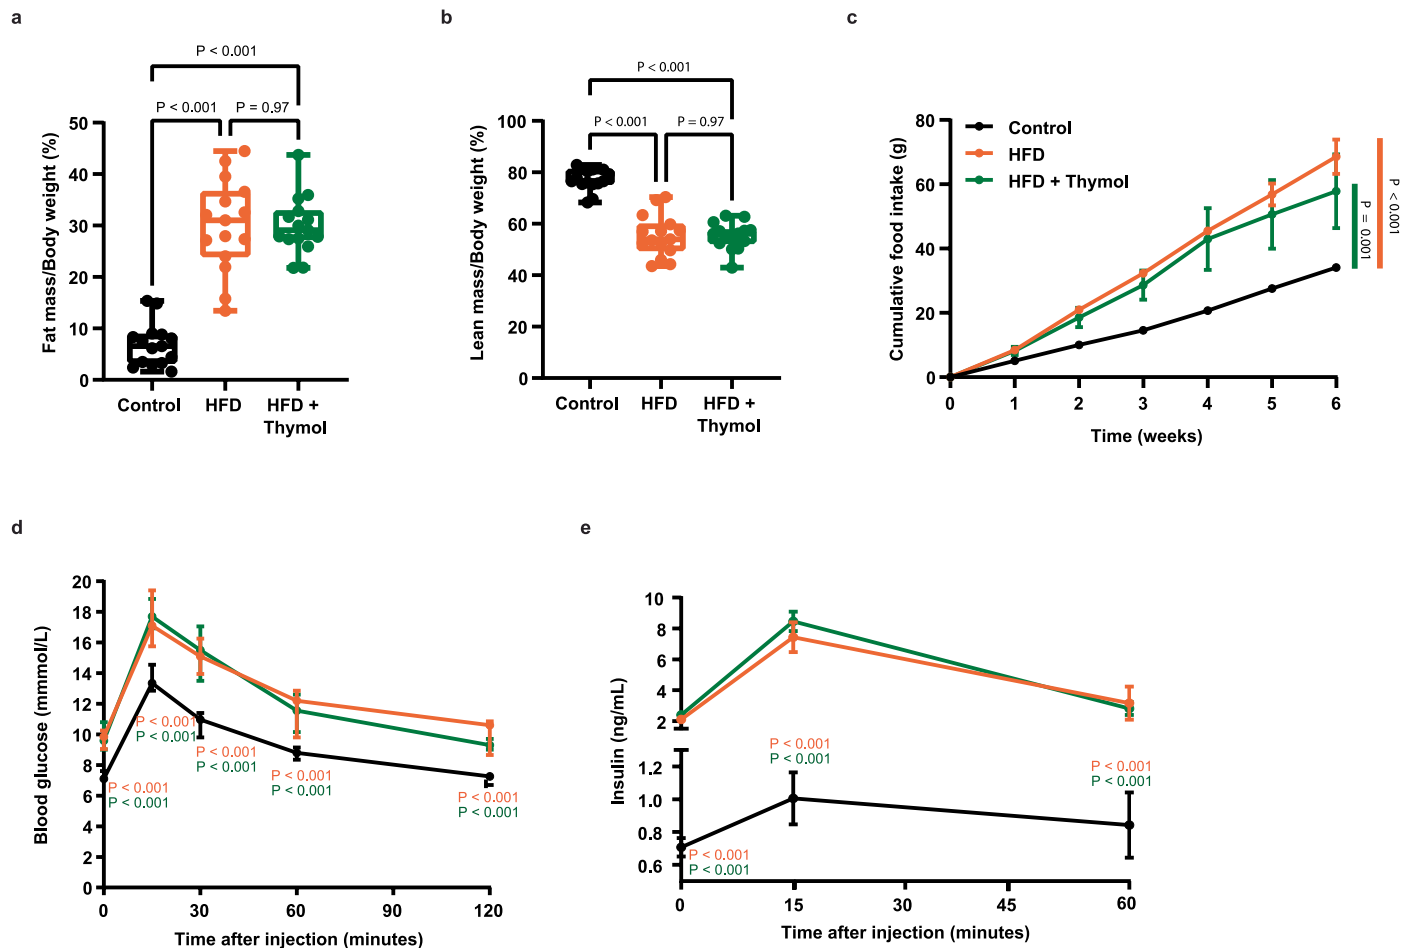 a
P < 0.001
P < 0.001
P = 0.97
Fat mass/Body weight (%)
50
40
30
20
10
0
Control
HFD
HFD +
Thymol
b
P < 0.001
P < 0.001
P = 0.97
Lean mass/Body weight (%)
100
80
60
40
20
0
Control
HFD
HFD +
Thymol
c
Control
HFD
HFD + Thymol
Cumulative food intake (g)
80
60
40
20
0
0
1
2
3
4
5
6
Time (weeks)
P = 0.001
P < 0.001
d
Blood glucose (mmmol/L)
20
18
16
14
12
10
8
6
4
2
0
P < 0.001
P < 0.001
P < 0.001
P < 0.001
P < 0.001
P < 0.001
P < 0.001
P < 0.001
P < 0.001
P < 0.001
0
30
60
90
120
Time after injection (minutes)
e
Insulin (ng/mL)
10
8
6
4
2
1.2
1.0
0.8
0.6
P < 0.001
P < 0.001
P < 0.001
P < 0.001
P < 0.001
P < 0.001
0
15
30
45
60
Time after injection (minutes)